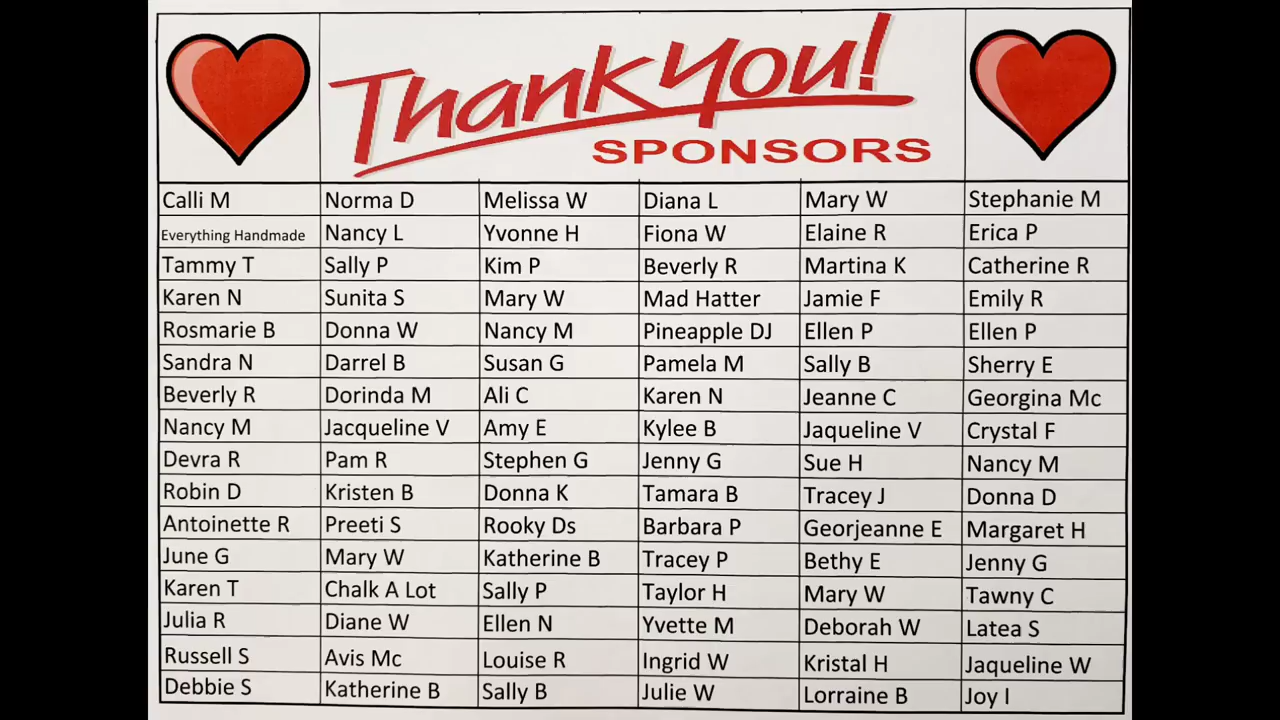 Thank You!
SPONSORS
Calli M Norma D Melissa W Diana L Mary W Stephanie M
Everything Handmade Nancy L Yvonne H Fiona W Elaine R Erica P
Tammy T Sally P Kim P Beverly R Martina K Catherine R
Karen N Sunita S Mary W Mad Hatter Jamie F Emily R
Rosmarie B Donna W Nancy M Pineapple DJ Ellen P Ellen P
Sandra N Darrel B Susan G Pamela M Sally B Sherry E
Beverly R Dorinda M Ali C Karen N Jeanne C Georgina Mc
Nancy M Jacqueline V Amy E Kylee B Jaqueline V Crystal F
Devra R Pam R Stephen G Jenny G Sue H Nancy M
Robin D Kristen B Donna K Tamara B Tracey J Donna D
Antoinette R Preeti S Rooky Ds Barbara P Georjeanne E Margaret H
June G Mary W Katherine B Tracey P Bethy E Jenny G
Karen T Chalk A Lot Sally P Taylor H Mary W Tawny C
Julia R Diane W Ellen N Yvette M Deborah W Latea S
Russell S Avis Mc Louise R Ingrid W Kristal H Jaqueline W
Debbie S Katherine B Sally B Julie W Lorraine B Joy I